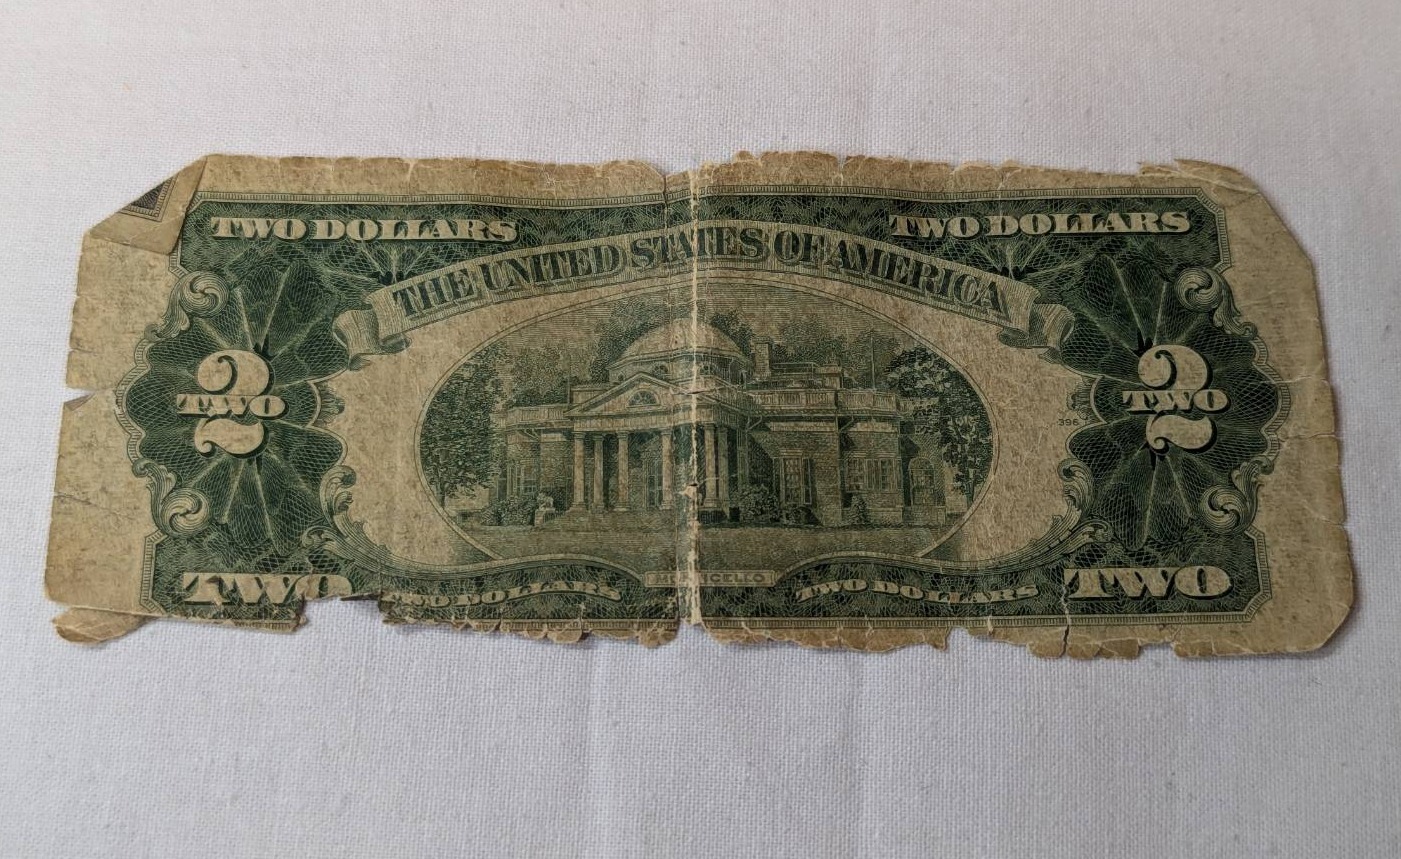 TWO DOLLARS TWO DOLLARS
THE UNITED STATES OF AMERICA
2 2
TWO TWO
396
MONTICELLO
TWO TWO DOLLARS TWO DOLLARS TWO